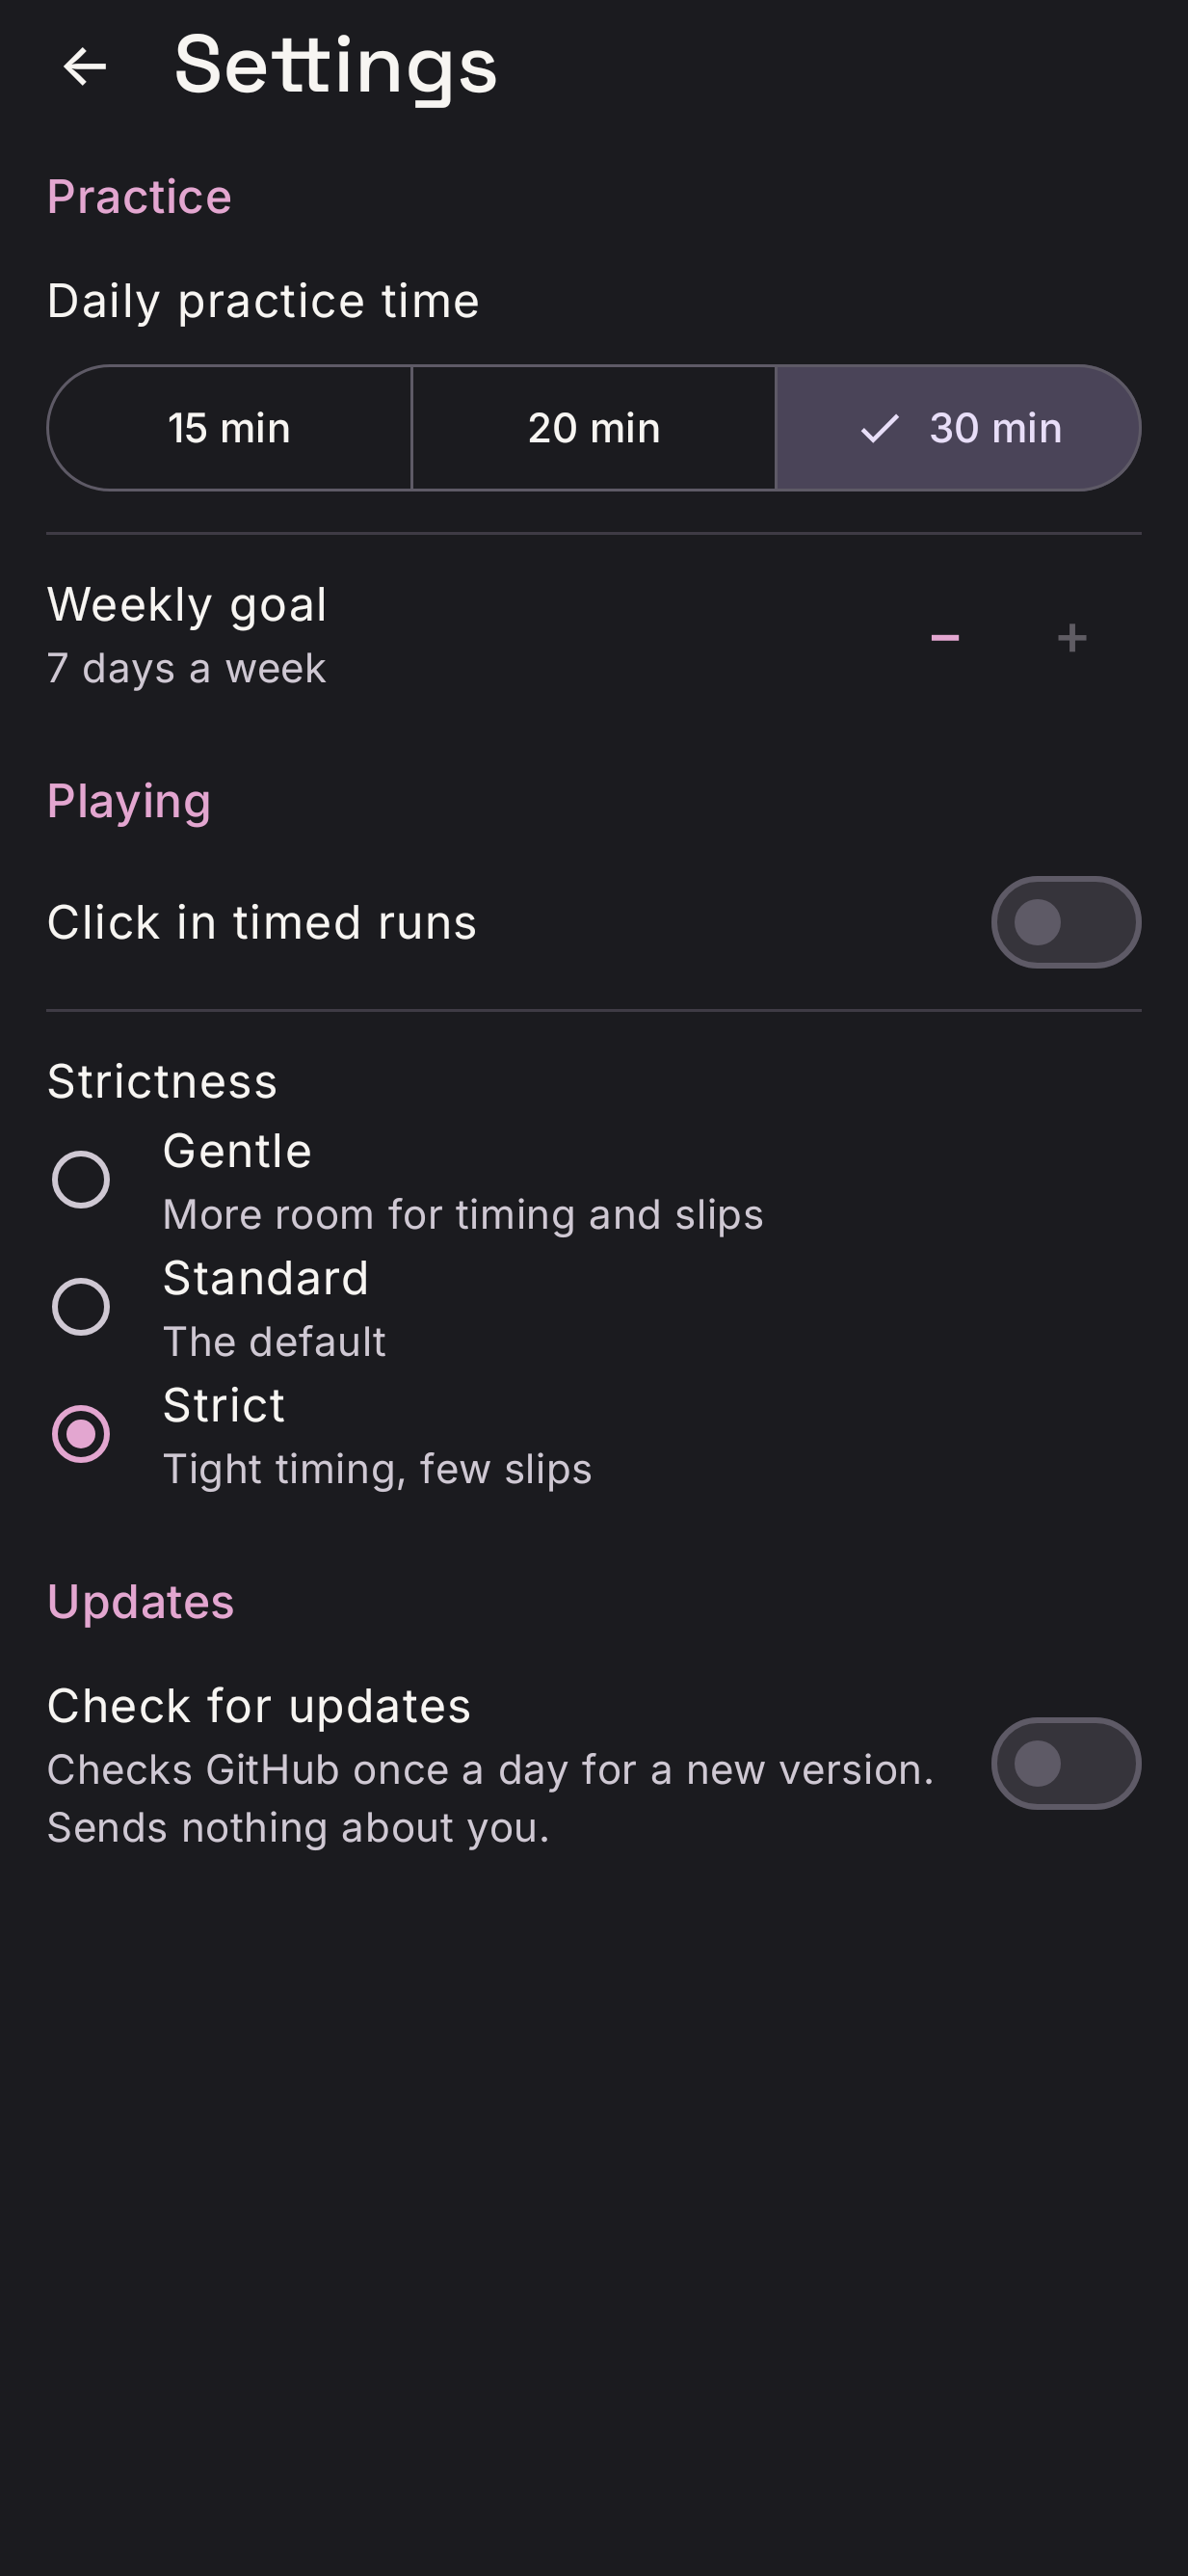 Settings
Practice
Daily practice time
15 min
20 min
30 min
Weekly goal
7 days a week
Playing
Click in timed runs
Strictness
Gentle
More room for timing and slips
Standard
The default
Strict
Tight timing, few slips
Updates
Check for updates
Checks GitHub once a day for a new version.
Sends nothing about you.